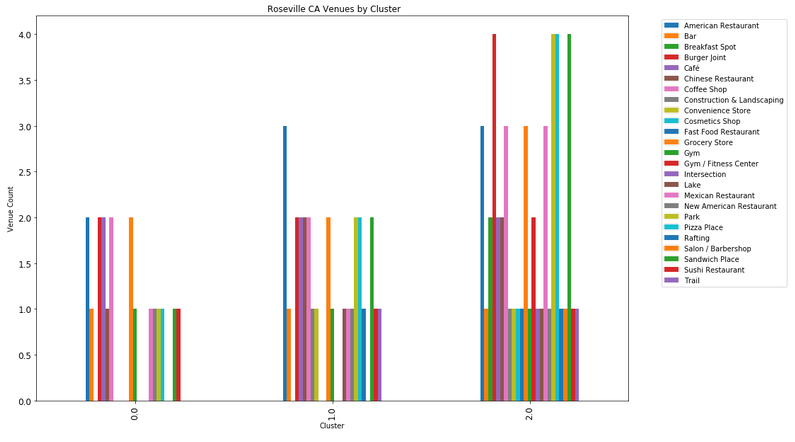 Roseville CA Venues by Cluster
4.0
3.5
3.0
2.5
2.0
1.5
1.0
0.5
0.0
Venue Count
0.0
1.0
2.0
Cluster
American Restaurant
Bar
Breakfast Spot
Burger Joint
Café
Chinese Restaurant
Coffee Shop
Construction & Landscaping
Convenience Store
Cosmetics Shop
Fast Food Restaurant
Grocery Store
Gym
Gym / Fitness Center
Intersection
Lake
Mexican Restaurant
New American Restaurant
Park
Pizza Place
Rafting
Salon / Barbershop
Sandwich Place
Sushi Restaurant
Trail